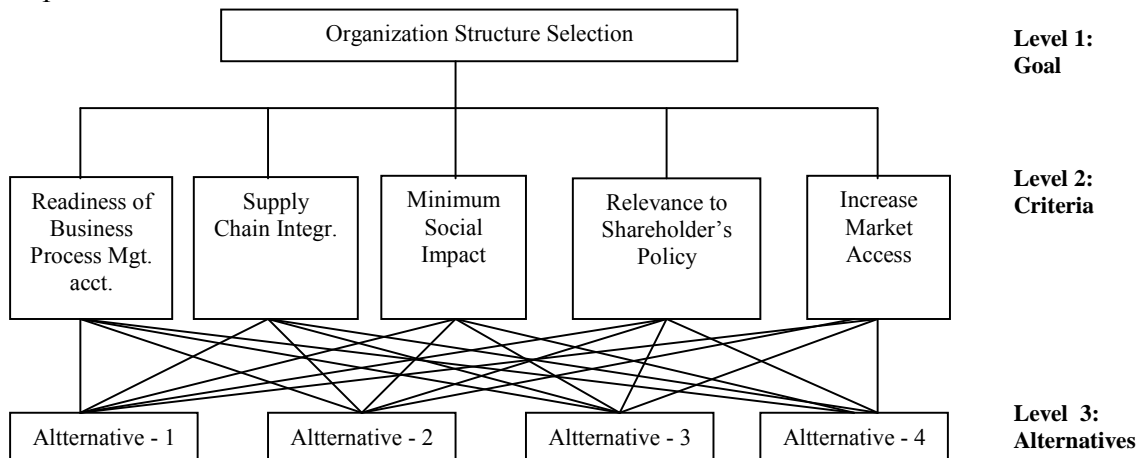 Organization Structure Selection
Level 1:
Goal
Readiness of
Business
Process Mgt.
acct.
Supply
Chain Integr.
Minimum
Social
Impact
Relevance to
Shareholder's
Policy
Increase
Market
Access
Level 2:
Criteria
Altternative - 1
Altternative - 2
Altternative - 3
Altternative - 4
Level 3:
Alternatives